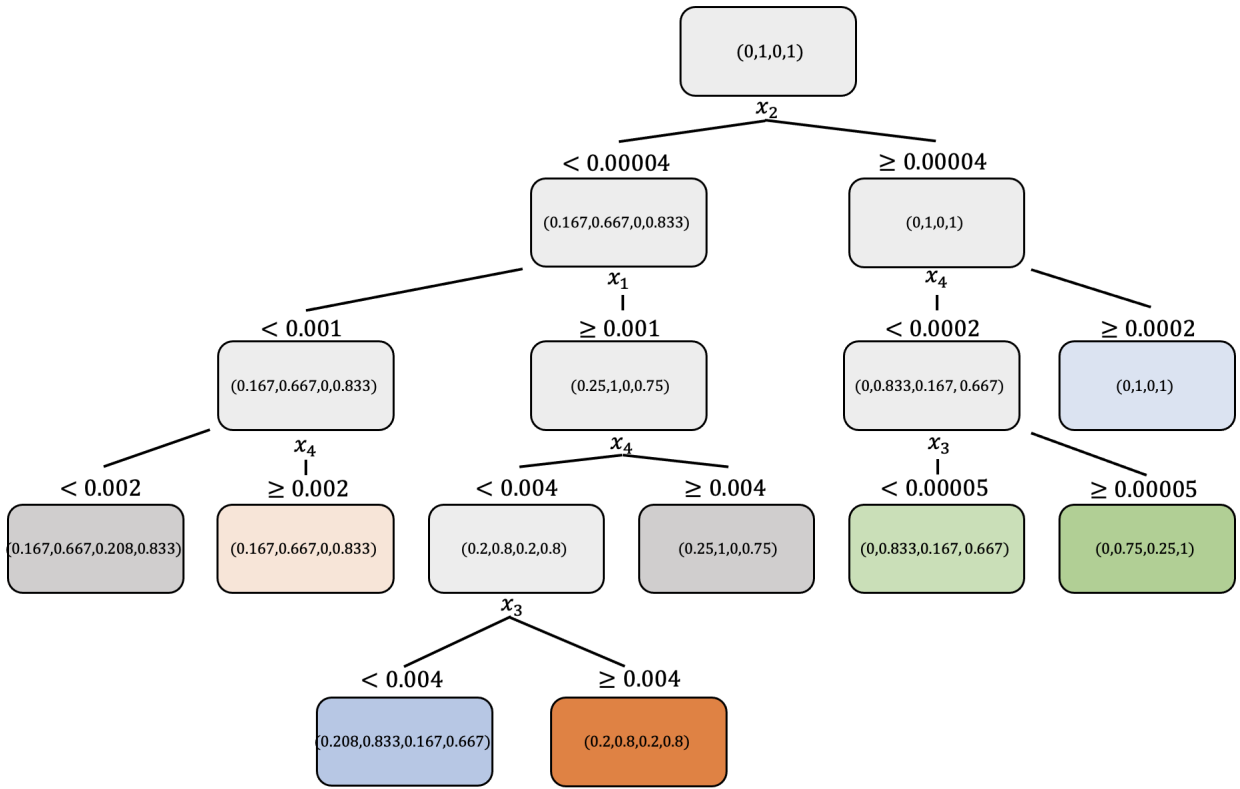 (0,1,0,1)
x₂
< 0.00004 ≥ 0.00004
(0.167,0.667,0,0.833) (0,1,0,1)
x₁ x₄
< 0.001 ≥ 0.001 < 0.0002 ≥ 0.0002
(0.167,0.667,0,0.833) (0.25,1,0,0.75) (0,0.833,0.167, 0.667) (0,1,0,1)
x₄ x₄ x₃
< 0.002 ≥ 0.002 < 0.004 ≥ 0.004 < 0.00005 ≥ 0.00005
(0.167,0.667,0.208,0.833) (0.167,0.667,0,0.833) (0.2,0.8,0.2,0.8) (0.25,1,0,0.75) (0,0.833,0.167, 0.667) (0,0.75,0.25,1)
x₃
< 0.004 ≥ 0.004
(0.208,0.833,0.167,0.667) (0.2,0.8,0.2,0.8)